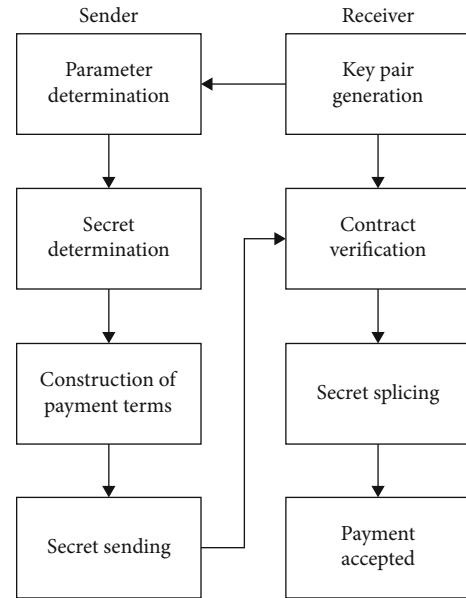 Sender
Receiver
Parameter
determination
Key pair
generation
Secret
determination
Contract
verification
Construction of
payment terms
Secret splicing
Secret sending
Payment
accepted